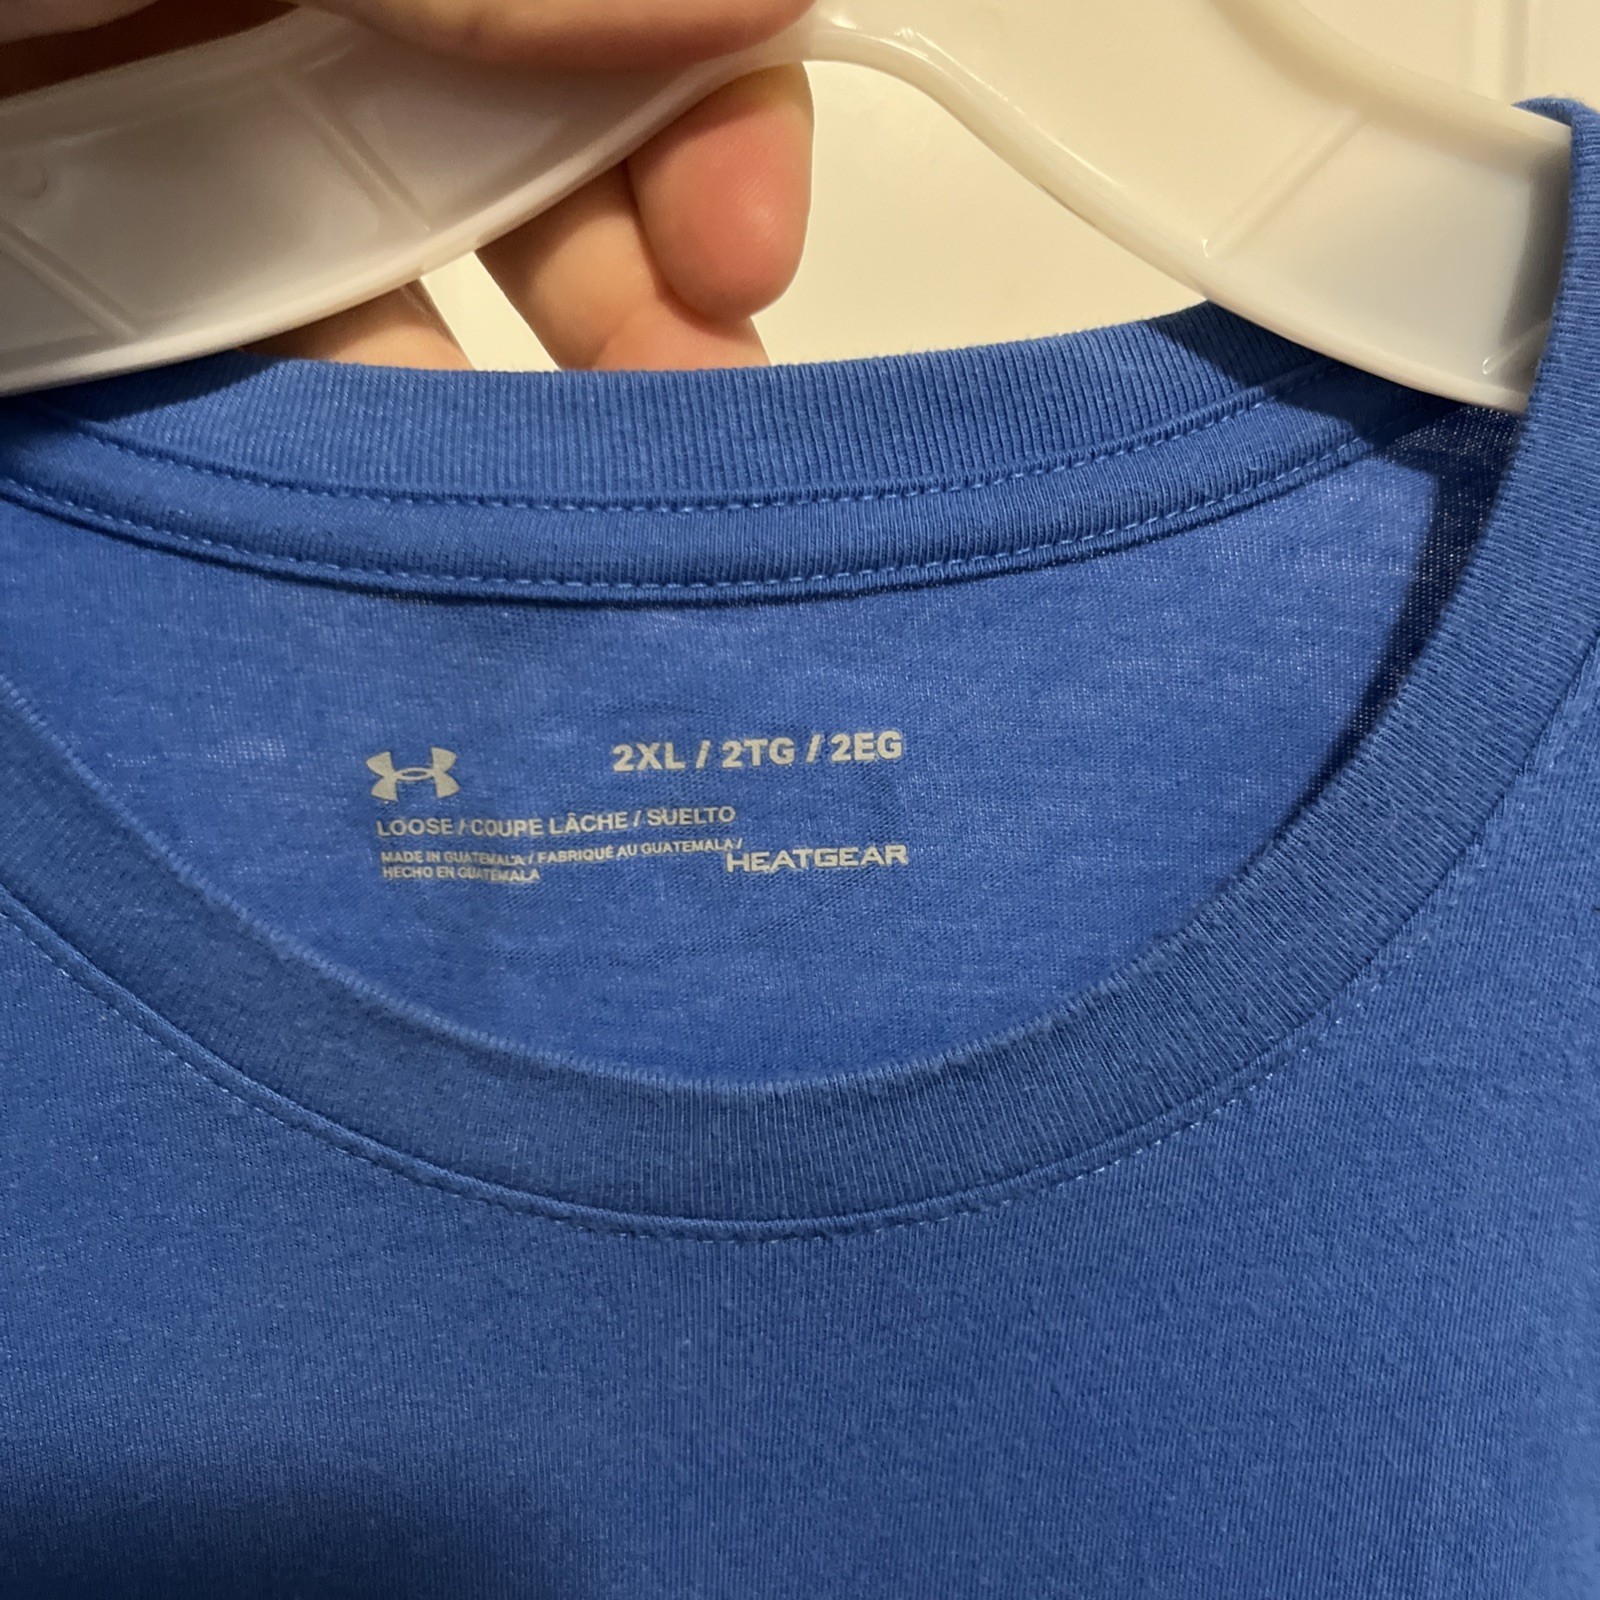 2XL / 2TG / 2EG
LOOSE / COUPE LÂCHE / SUELTO
MADE IN GUATEMALA / FABRIQUÉ AU GUATEMALA /
HECHO EN GUATEMALA
HEATGEAR